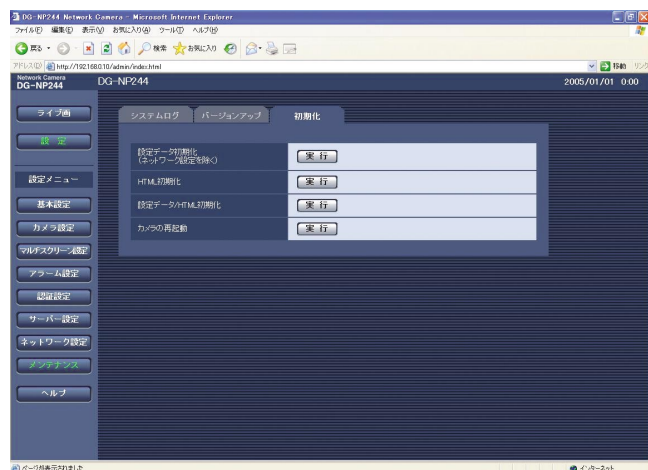 DG-NP244 Network Camera - Microsoft Internet Explorer
ファイル(F) 編集(E) 表示(V) お気に入り(A) ツール(T) ヘルプ(H)
戻る 検索 お気に入り
アドレス(D) http://192.168.0.10/admin/index.html 移動 リンク
Network Camera
DG-NP244 DG-NP244 2005/01/01 0:00
ライブ画
設 定
設定メニュー
基本設定
カメラ設定
マルチスクリーン設定
アラーム設定
認証設定
サーバー設定
ネットワーク設定
メンテナンス
ヘルプ
システムログ バージョンアップ 初期化
設定データ初期化
(ネットワーク設定を除く) 実 行
HTML初期化 実 行
設定データ/HTML初期化 実 行
カメラの再起動 実 行
ページが表示されました インターネット